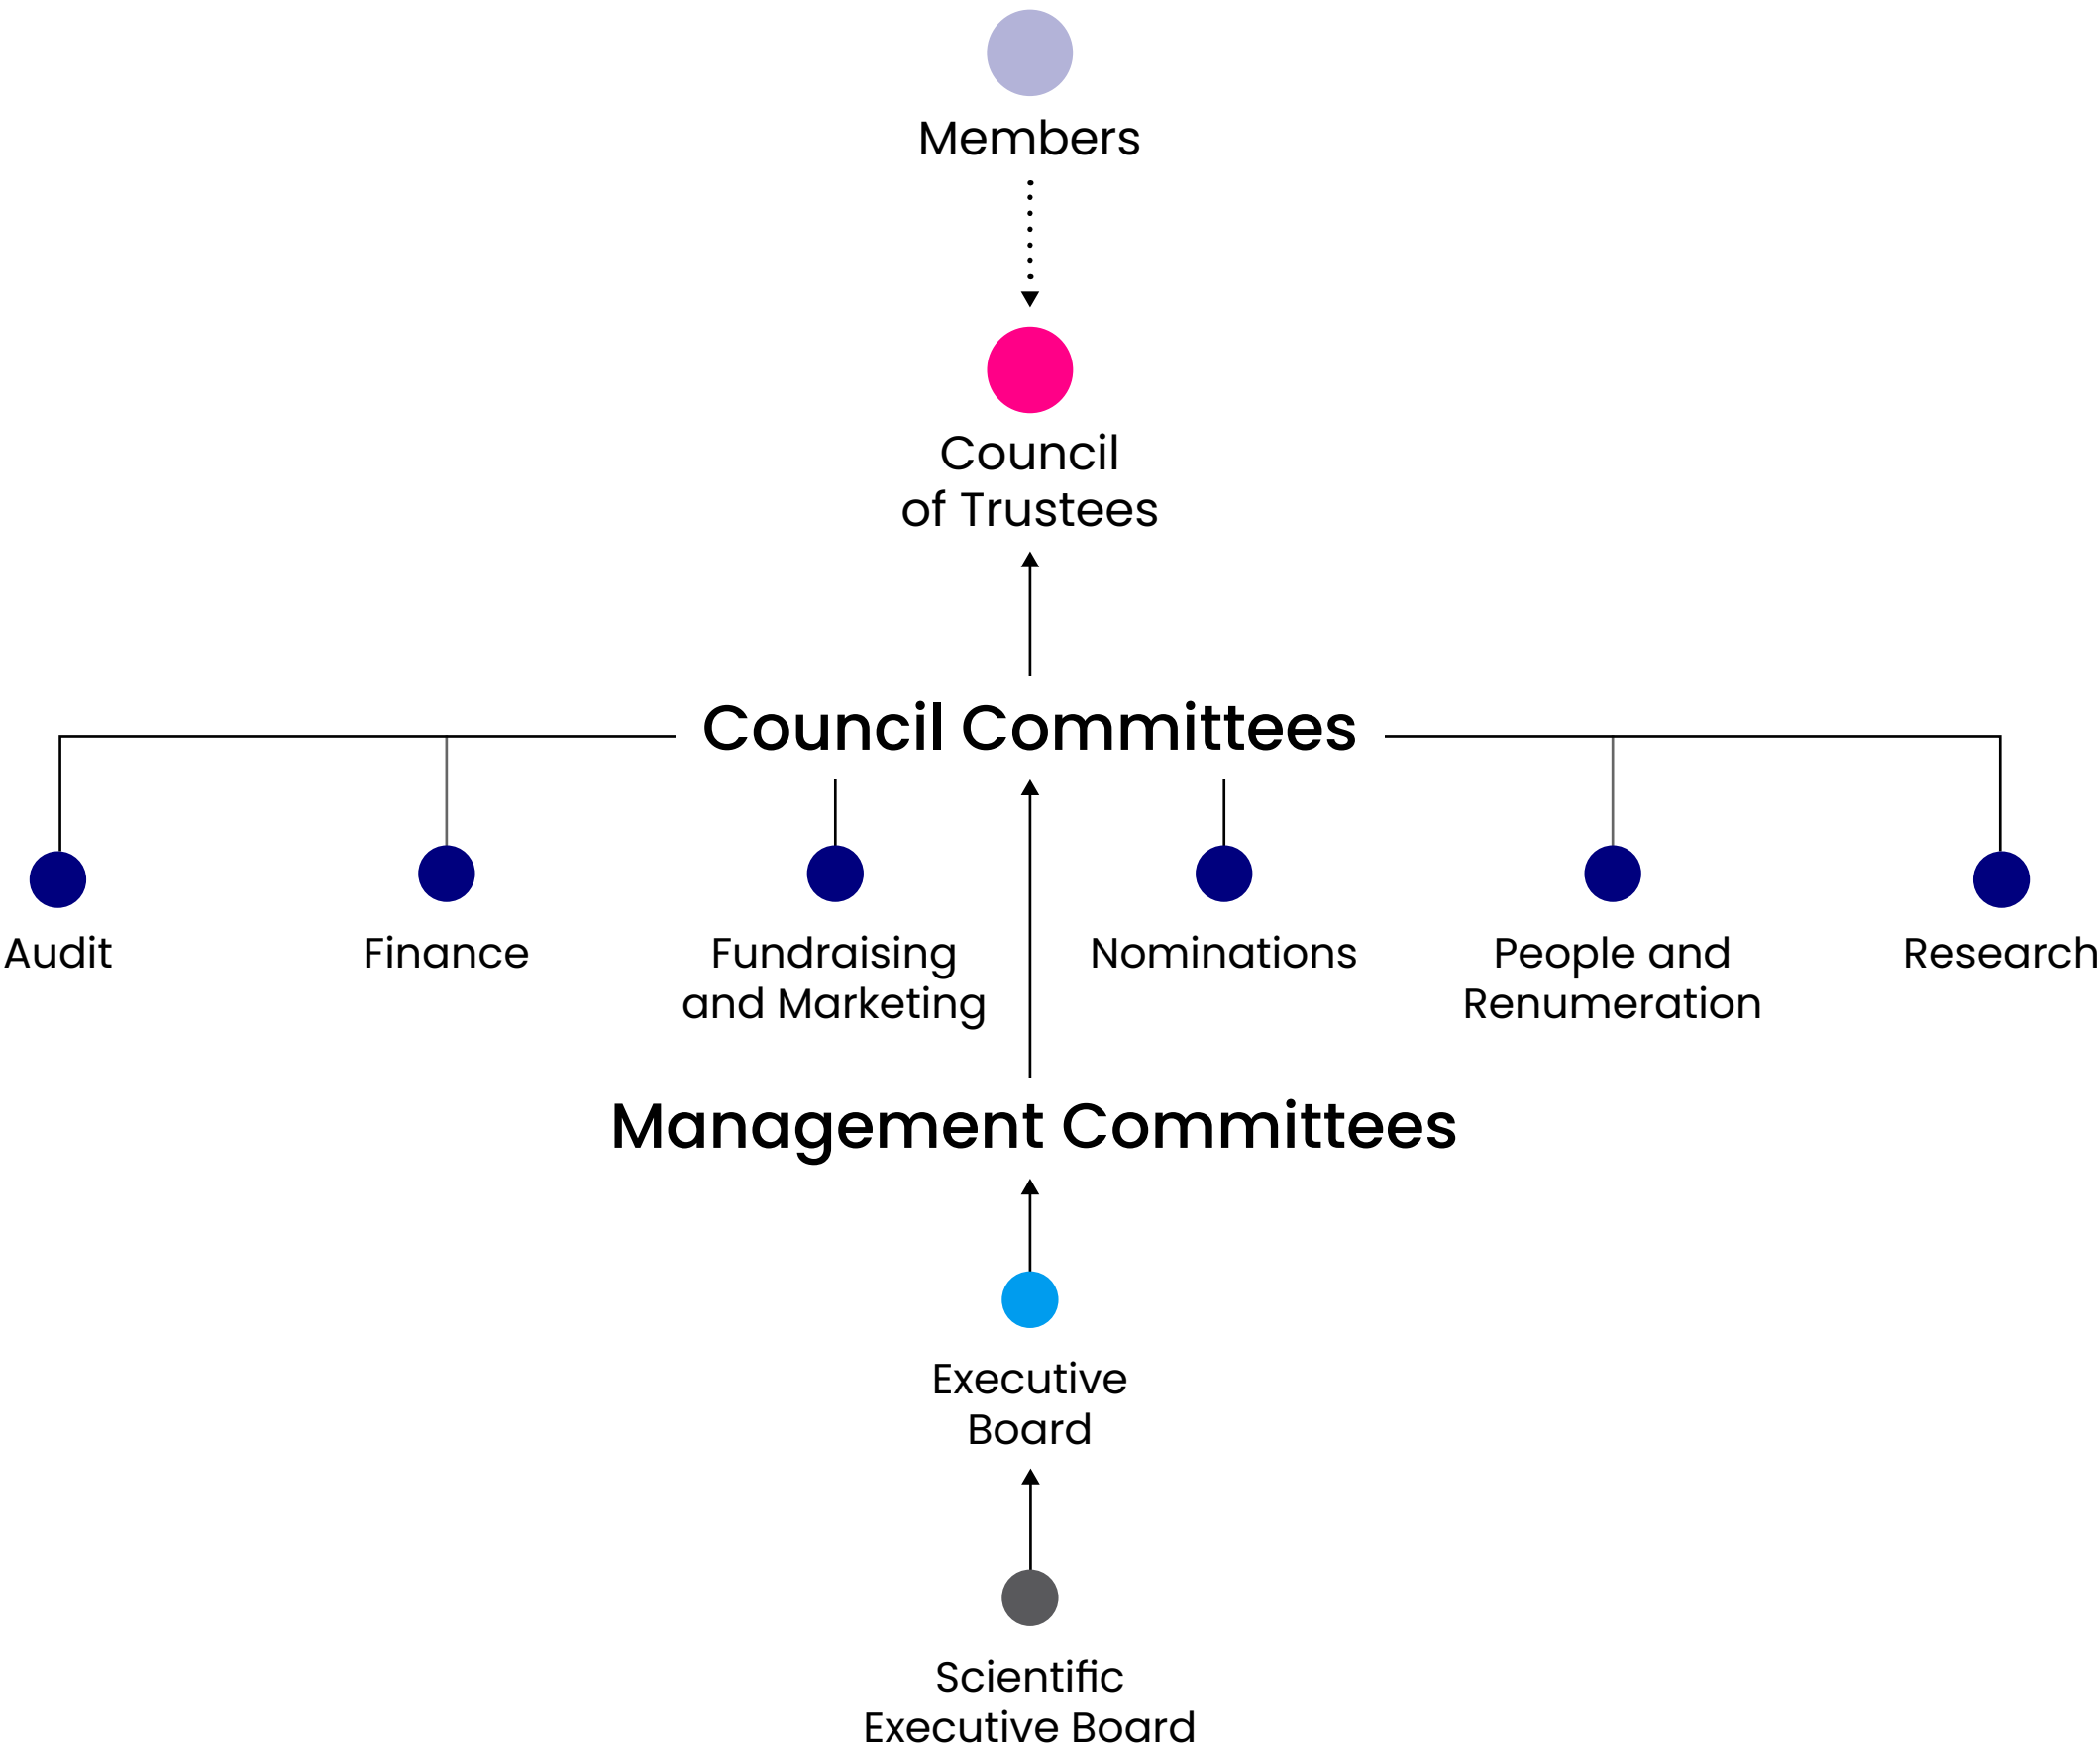 Members
Council
of Trustees
Council Committees
Audit
Finance
Fundraising
and Marketing
Nominations
People and
Renumeration
Research
Management Committees
Executive
Board
Scientific
Executive Board